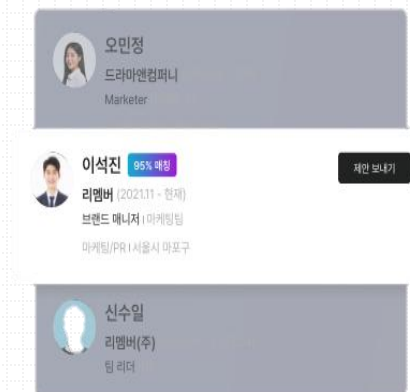 오민정
드라마앤컴퍼니
Marketer
이석진 95% 매칭
제안 보내기
리멤버 (2021.11 - 현재)
브랜드 매니저 | 마케팅팀
마케팅/PR | 서울시 마포구
신수일
리멤버(주)
팀 리더